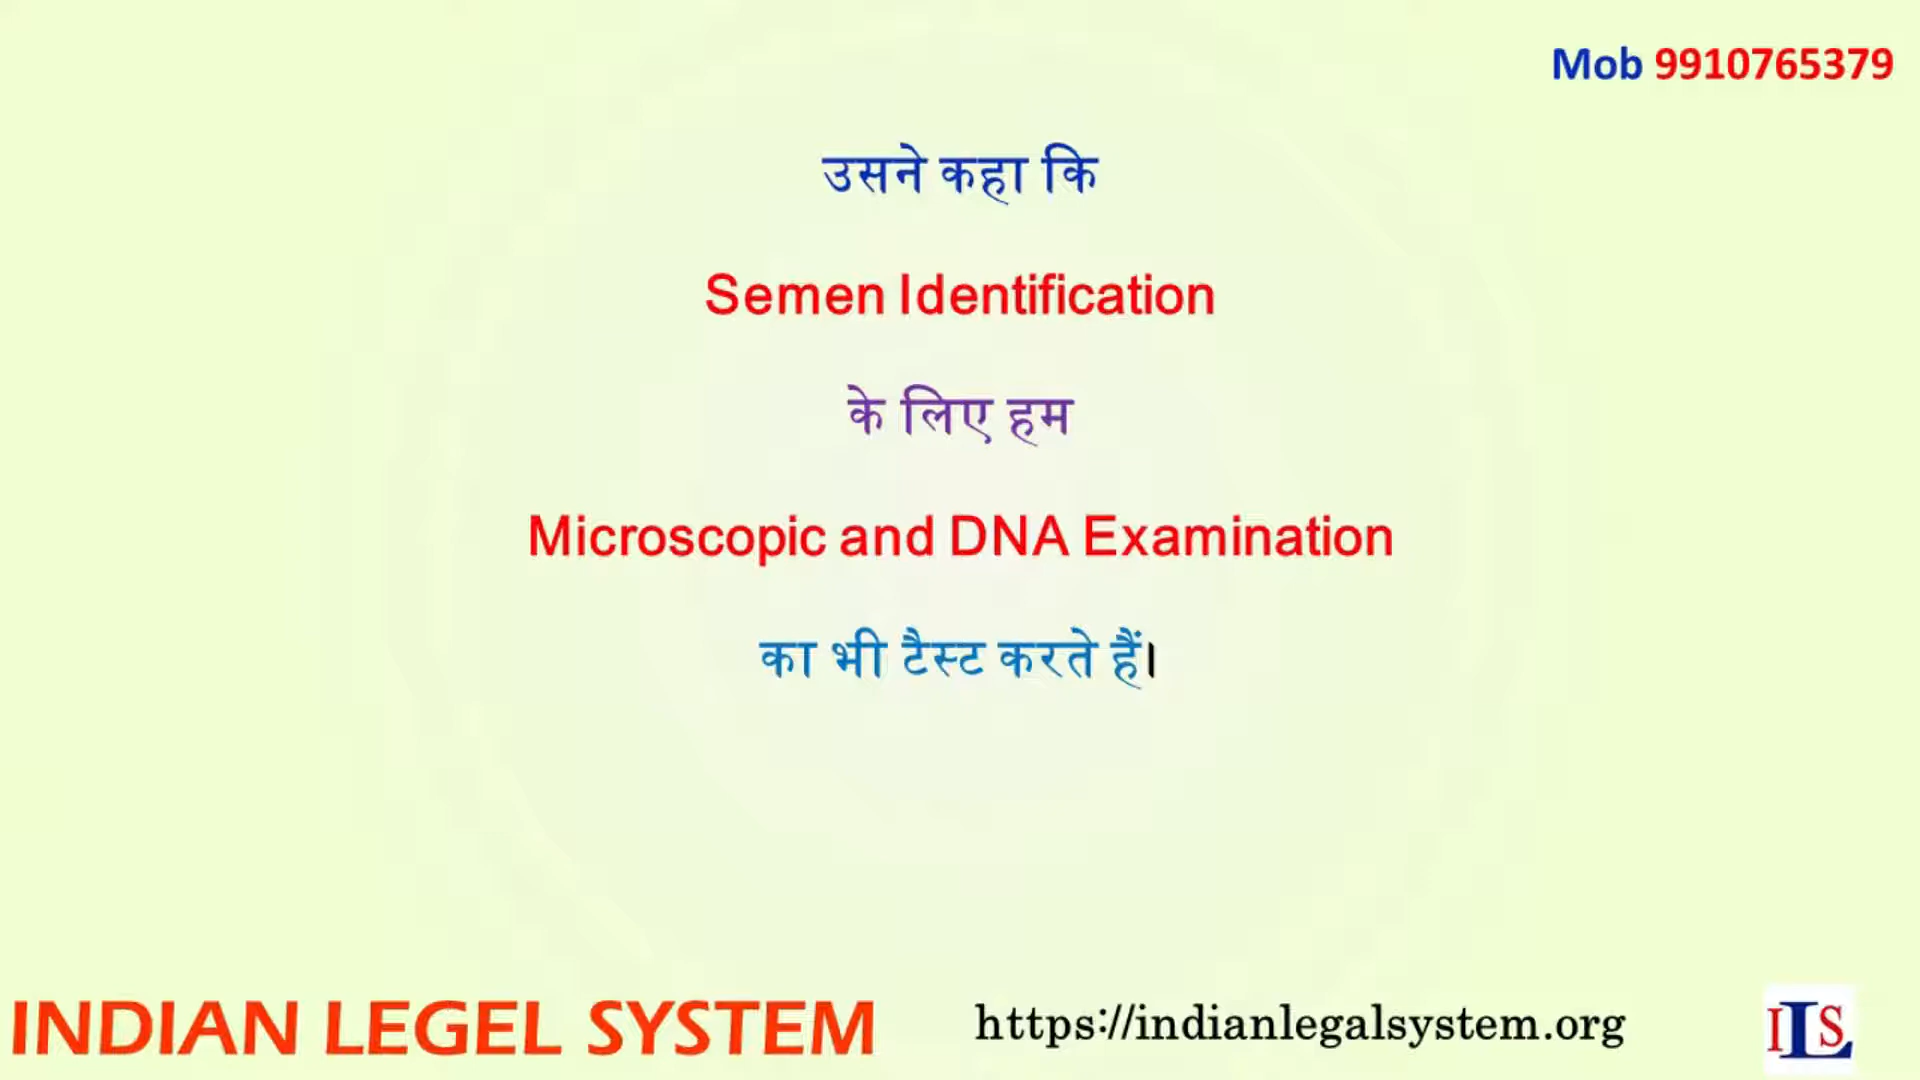 Mob 9910765379
उसने कहा कि
Semen Identification
के लिए हम
Microscopic and DNA Examination
का भी टैस्ट करते हैं।
INDIAN LEGEL SYSTEM
https://indianlegalsystem.org
ILS